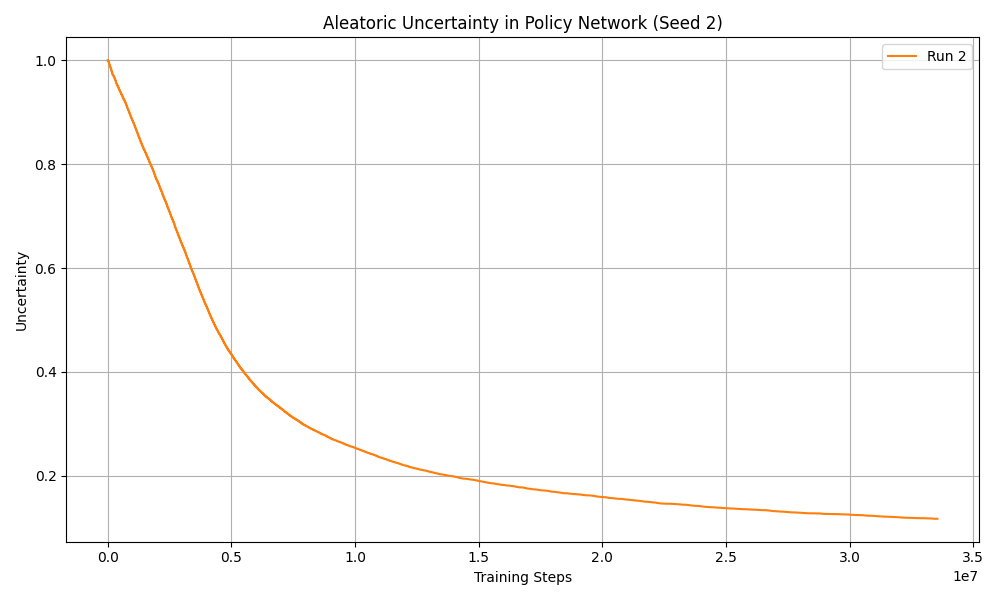 Aleatoric Uncertainty in Policy Network (Seed 2)
Run 2
Uncertainty
1.0
0.8
0.6
0.4
0.2
0.0 0.5 1.0 1.5 2.0 2.5 3.0 3.5
1e7
Training Steps